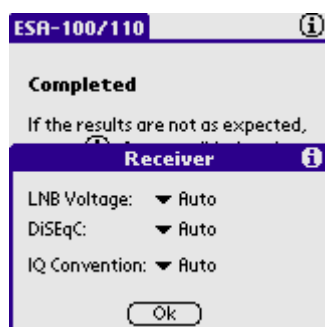 ESA-100/110 i
Completed
If the results are not as expected,
Receiver i
LNB Voltage: Auto
DiSEqC: Auto
IQ Convention: Auto
Ok